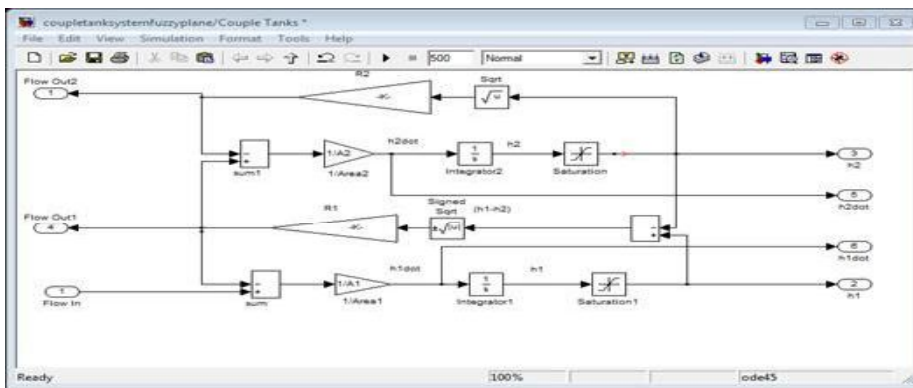 coupletanksystemfuzzyplane/Couple Tanks *
File Edit View Simulation Format Tools Help
500 Normal
R2
Flow Out2
1
Sqrt
√u
-K-
h2dot
h2
1/A2
1
s
3
sum1
1/Area2
Integrator2
Saturation
h2
5
h2dot
Flow Out1
4
R1
-K-
Signed
Sqrt
±√|u|
(h1-h2)
6
h1dot
h1dot
h1
1
Flow In
sum
1/A1
1/Area1
1
s
Integrator1
Saturation1
2
h1
Ready
100%
ode45